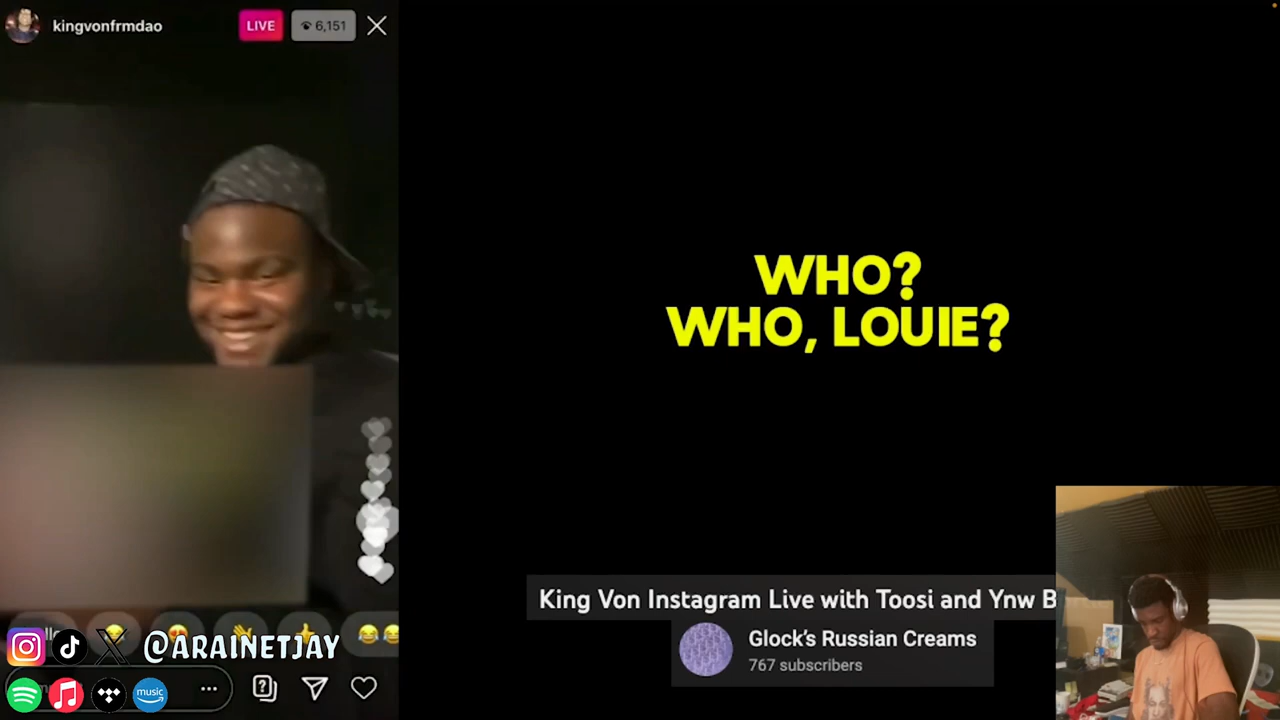 kingvonfrmdao
LIVE
6,151
WHO?
WHO, LOUIE?
King Von Instagram Live with Toosi and Ynw B
Glock's Russian Creams
767 subscribers
@ARAINETJAY
music